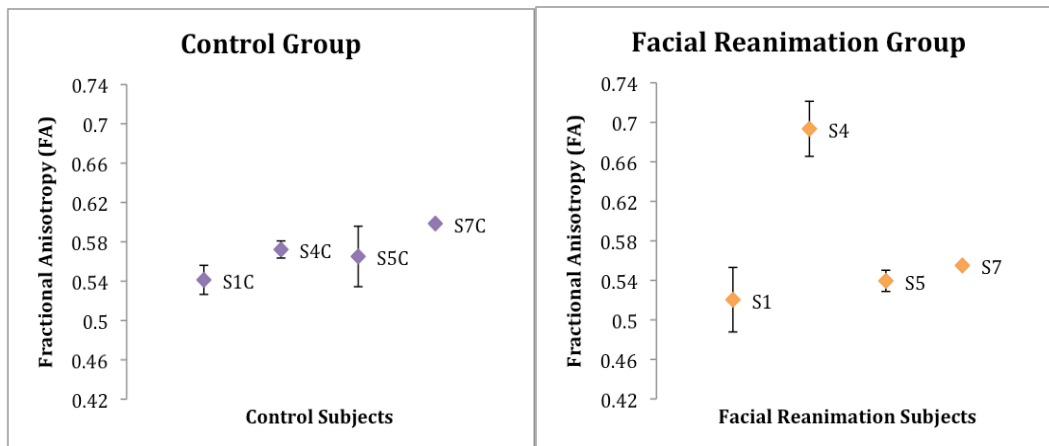 Control Group
Fractional Anisotropy (FA)
0.74
0.7
0.66
0.62
0.58
0.54
0.5
0.46
0.42
S1C
S4C
S5C
S7C
Control Subjects
Facial Reanimation Group
Fractional Anisotropy (FA)
0.74
0.7
0.66
0.62
0.58
0.54
0.5
0.46
0.42
S1
S4
S5
S7
Facial Reanimation Subjects